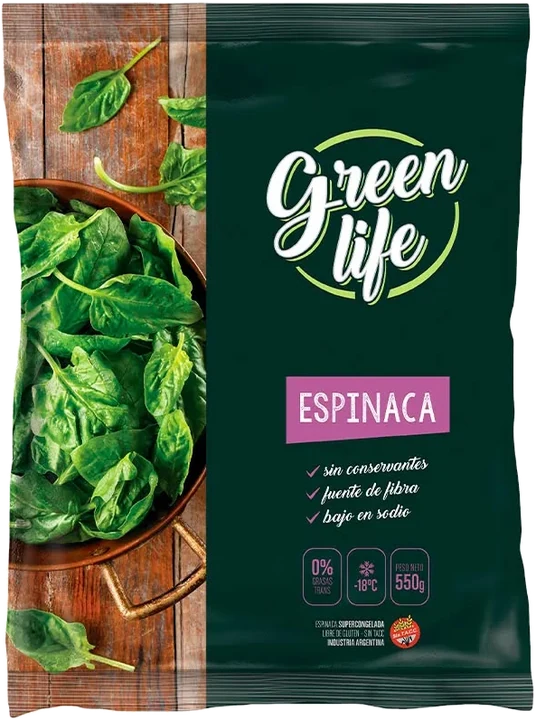 Green
life
ESPINACA
sin conservantes
fuente de fibra
bajo en sodio
0%
GRASAS
TRANS
-18°C
PESO NETO
550g
ESPINACA SUPERCONGELADA
LIBRE DE GLUTEN - SIN TACC
INDUSTRIA ARGENTINA
Sin T.A.C.C.